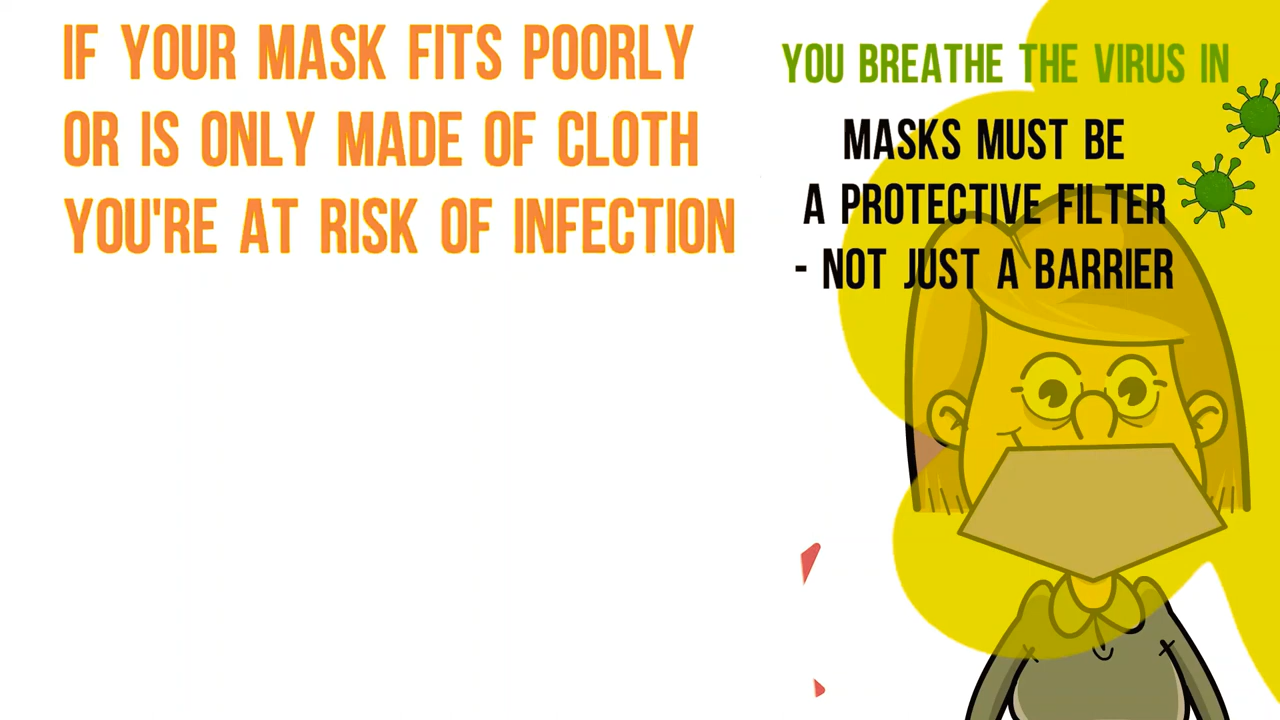 IF YOUR MASK FITS POORLY
OR IS ONLY MADE OF CLOTH
YOU'RE AT RISK OF INFECTION
YOU BREATHE THE VIRUS IN
MASKS MUST BE
A PROTECTIVE FILTER
- NOT JUST A BARRIER